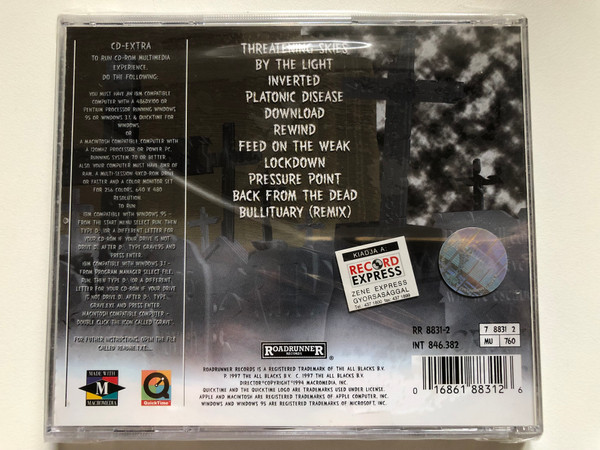 CD-EXTRA
TO RUN CD-ROM MULTIMEDIA
EXPERIENCE,
DO THE FOLLOWING:
YOU MUST HAVE AN IBM COMPATIBLE
COMPUTER WITH A 486DX100 OR
PENTIUM PROCESSOR RUNNING WINDOWS
95 OR WINDOWS 3.1, & QUICKTIME FOR
WINDOWS
OR
A MACINTOSH COMPATIBLE COMPUTER WITH
A 120MHZ PROCESSOR OR POWER PC,
RUNNING SYSTEM 7.0 OR BETTER.
ALSO, YOUR COMPUTER MUST HAVE 8MB OF
RAM, A MULTI-SESSION 4XCD-ROM DRIVE
OR FASTER AND A COLOR MONITOR SET
FOR 256 COLORS, 640 X 480
RESOLUTION
TO RUN
IBM COMPATIBLE WITH WINDOWS 95 -
FROM THE START MENU SELECT RUN, THEN
TYPE D:\ (OR A DIFFERENT LETTER FOR
YOUR CD-ROM IF YOUR DRIVE IS NOT
DRIVE D). AFTER D:\, TYPE GRAVE95 AND
PRESS ENTER.
IBM COMPATIBLE WITH WINDOWS 3.1 -
FROM PROGRAM MANAGER SELECT FILE,
RUN, THEN TYPE D:\ (OR A DIFFERENT
LETTER FOR YOUR CD-ROM IF YOUR DRIVE
IS NOT DRIVE D). AFTER D:\, TYPE
GRAVE.EXE AND PRESS ENTER.
MACINTOSH COMPATIBLE COMPUTER -
DOUBLE CLICK THE ICON CALLED "GRAVE".
FOR FUTHER INSTRUCTIONS, OPEN THE FILE
CALLED README.TXT.
THREATENING SKIES
BY THE LIGHT
INVERTED
PLATONIC DISEASE
DOWNLOAD
REWIND
FEED ON THE WEAK
LOCKDOWN
PRESSURE POINT
BACK FROM THE DEAD
BULLITUARY (REMIX)
KIADJA A:
RECORD
EXPRESS
ZENE EXPRESS
GYORSASÁGGAL
RR 8831-2
INT 846.382
7 8831 2
MU 760
MADE WITH
M
MACROMEDIA
QuickTime
ROADRUNNER
RECORDS
®
ROADRUNNER RECORDS IS A REGISTERED TRADEMARK OF THE ALL BLACKS B.V.
P. 1997 THE ALL BLACKS B.V. C. 1997 THE ALL BLACKS B.V.
DIRECTOR® COPYRIGHT © 1994 MACROMEDIA, INC.
QUICKTIME AND THE QUICKTIME LOGO ARE TRADEMARKS USED UNDER LICENSE.
APPLE AND MACINTOSH ARE REGISTERED TRADEMARKS OF APPLE COMPUTER, INC.
WINDOWS AND WINDOWS 95 ARE REGISTERED TRADEMARKS OF MICROSOFT, INC.
0 16861 88312 6